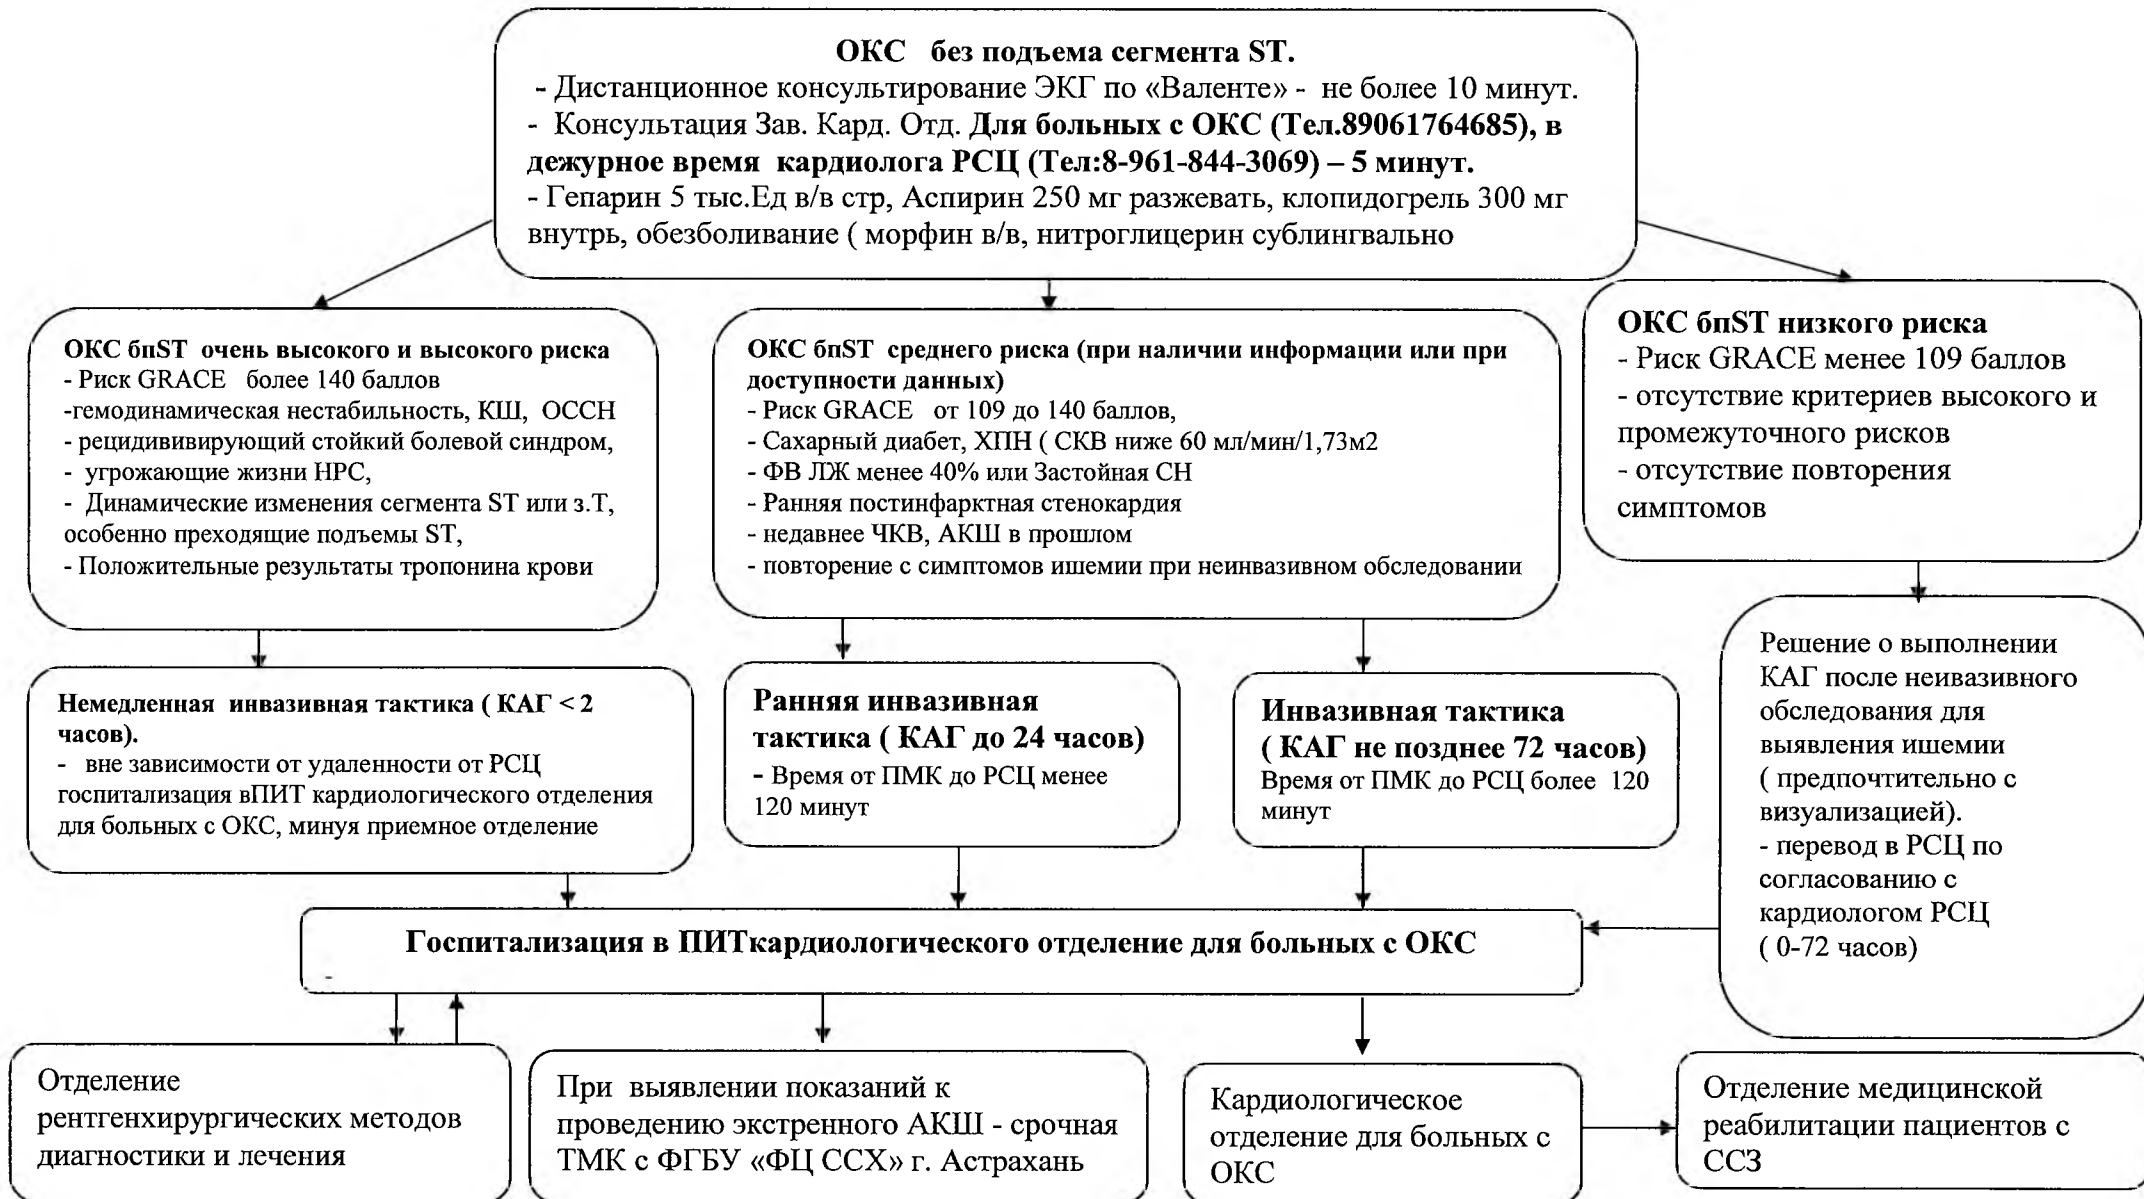 ОКС без подъема сегмента ST.
- Дистанционное консультирование ЭКГ по «Валенте» - не более 10 минут.
- Консультация Зав. Кард. Отд. Для больных с ОКС (Тел.89061764685), в
дежурное время кардиолога РСЦ (Тел:8-961-844-3069) – 5 минут.
- Гепарин 5 тыс.Ед в/в стр, Аспирин 250 мг разжевать, клопидогрель 300 мг
внутрь, обезболивание ( морфин в/в, нитроглицерин сублингвально
ОКС бпST очень высокого и высокого риска
- Риск GRACE более 140 баллов
-гемодинамическая нестабильность, КШ, ОССН
- рецидививирующий стойкий болевой синдром,
- угрожающие жизни НРС,
- Динамические изменения сегмента ST или з.Т,
особенно преходящие подъемы ST,
- Положительные результаты тропонина крови
ОКС бпST среднего риска (при наличии информации или при
доступности данных)
- Риск GRACE от 109 до 140 баллов,
- Сахарный диабет, ХПН ( СКВ ниже 60 мл/мин/1,73м2
- ФВ ЛЖ менее 40% или Застойная СН
- Ранняя постинфарктная стенокардия
- недавнее ЧКВ, АКШ в прошлом
- повторение с симптомов ишемии при неинвазивном обследовании
ОКС бпST низкого риска
- Риск GRACE менее 109 баллов
- отсутствие критериев высокого и
промежуточного рисков
- отсутствие повторения
симптомов
Немедленная инвазивная тактика ( КАГ < 2
часов).
- вне зависимости от удаленности от РСЦ
госпитализация вПИТ кардиологического отделения
для больных с ОКС, минуя приемное отделение
Ранняя инвазивная
тактика ( КАГ до 24 часов)
- Время от ПМК до РСЦ менее
120 минут
Инвазивная тактика
( КАГ не позднее 72 часов)
Время от ПМК до РСЦ более 120
минут
Решение о выполнении
КАГ после неивазивного
обследования для
выявления ишемии
( предпочтительно с
визуализацией).
- перевод в РСЦ по
согласованию с
кардиологом РСЦ
( 0-72 часов)
Госпитализация в ПИТкардиологического отделение для больных с ОКС
-
Отделение
рентгенхирургических методов
диагностики и лечения
При выявлении показаний к
проведению экстренного АКШ - срочная
ТМК с ФГБУ «ФЦ ССХ» г. Астрахань
Кардиологическое
отделение для больных с
ОКС
Отделение медицинской
реабилитации пациентов с
ССЗ